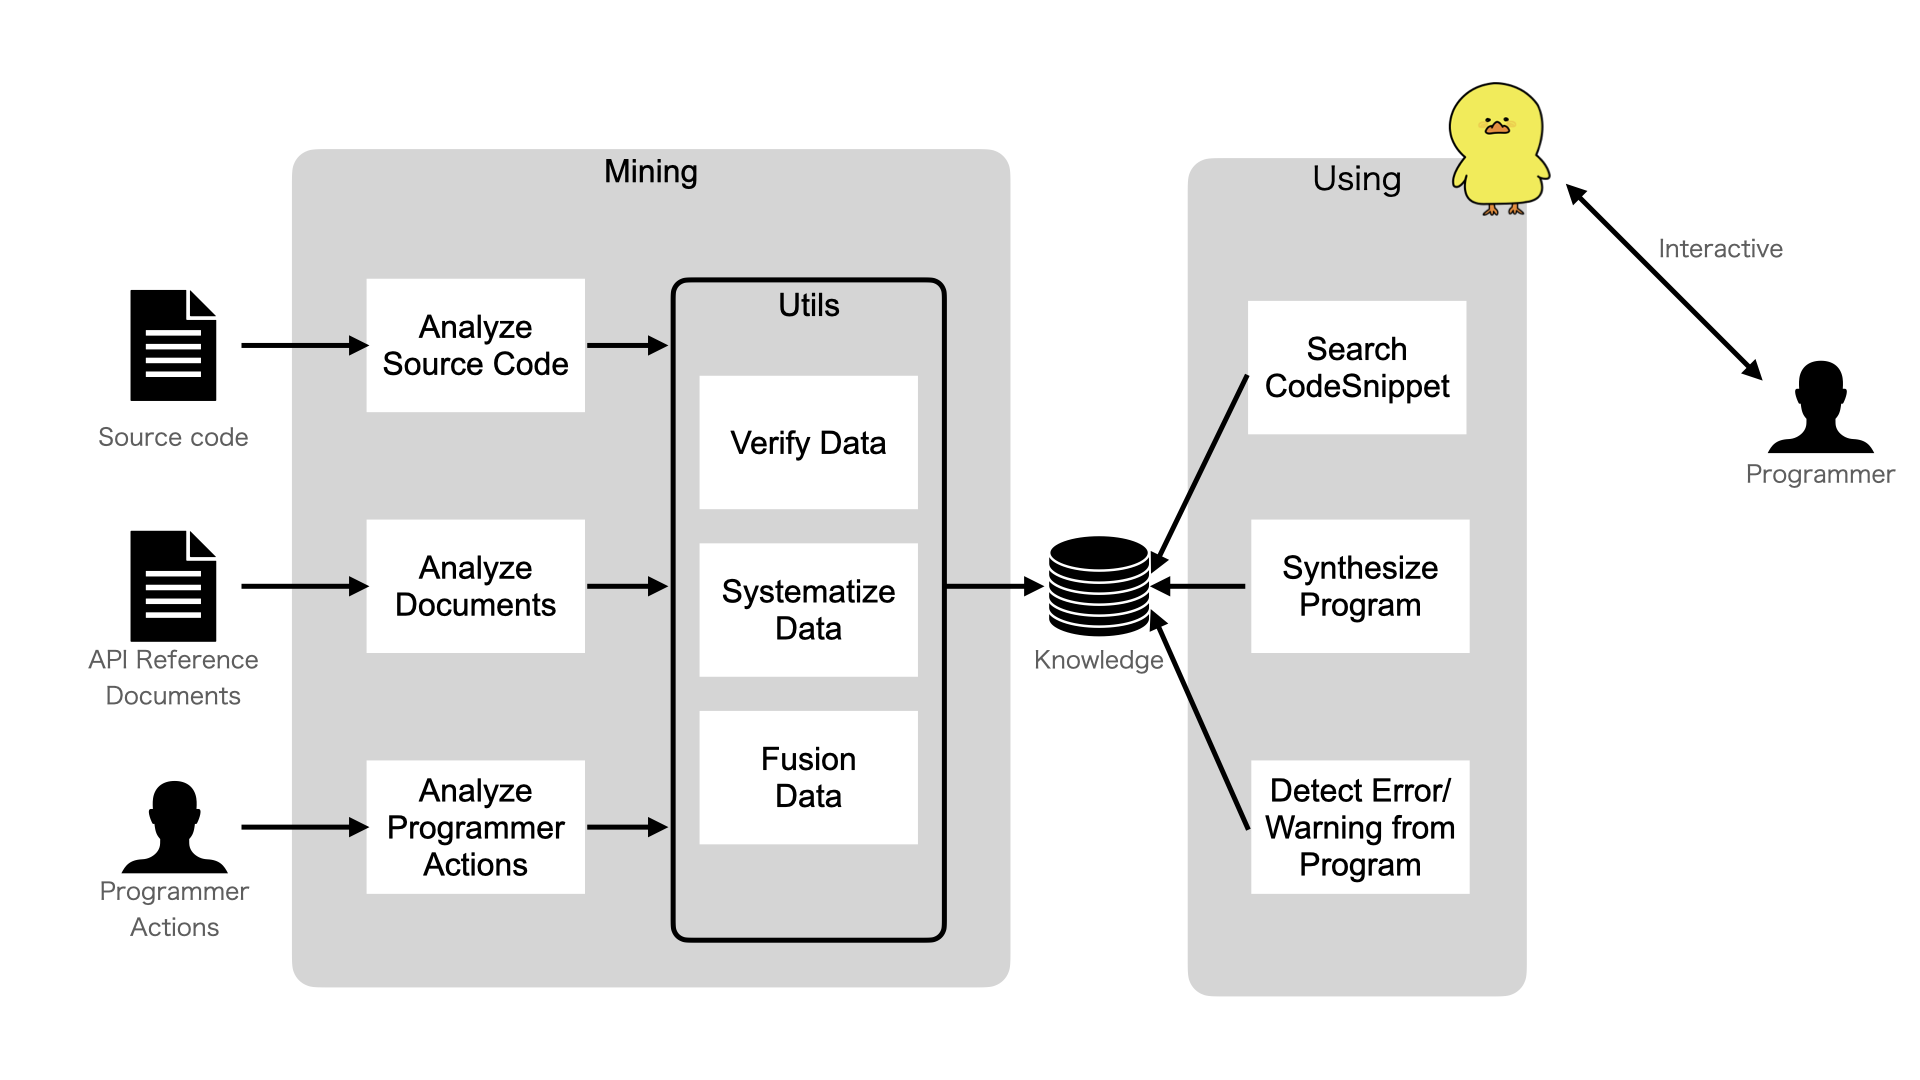 Mining
Using
Interactive
Programmer
Source code
API Reference
Documents
Programmer
Actions
Analyze
Source Code
Analyze
Documents
Analyze
Programmer
Actions
Utils
Verify Data
Systematize
Data
Fusion
Data
Knowledge
Search
CodeSnippet
Synthesize
Program
Detect Error/
Warning from
Program